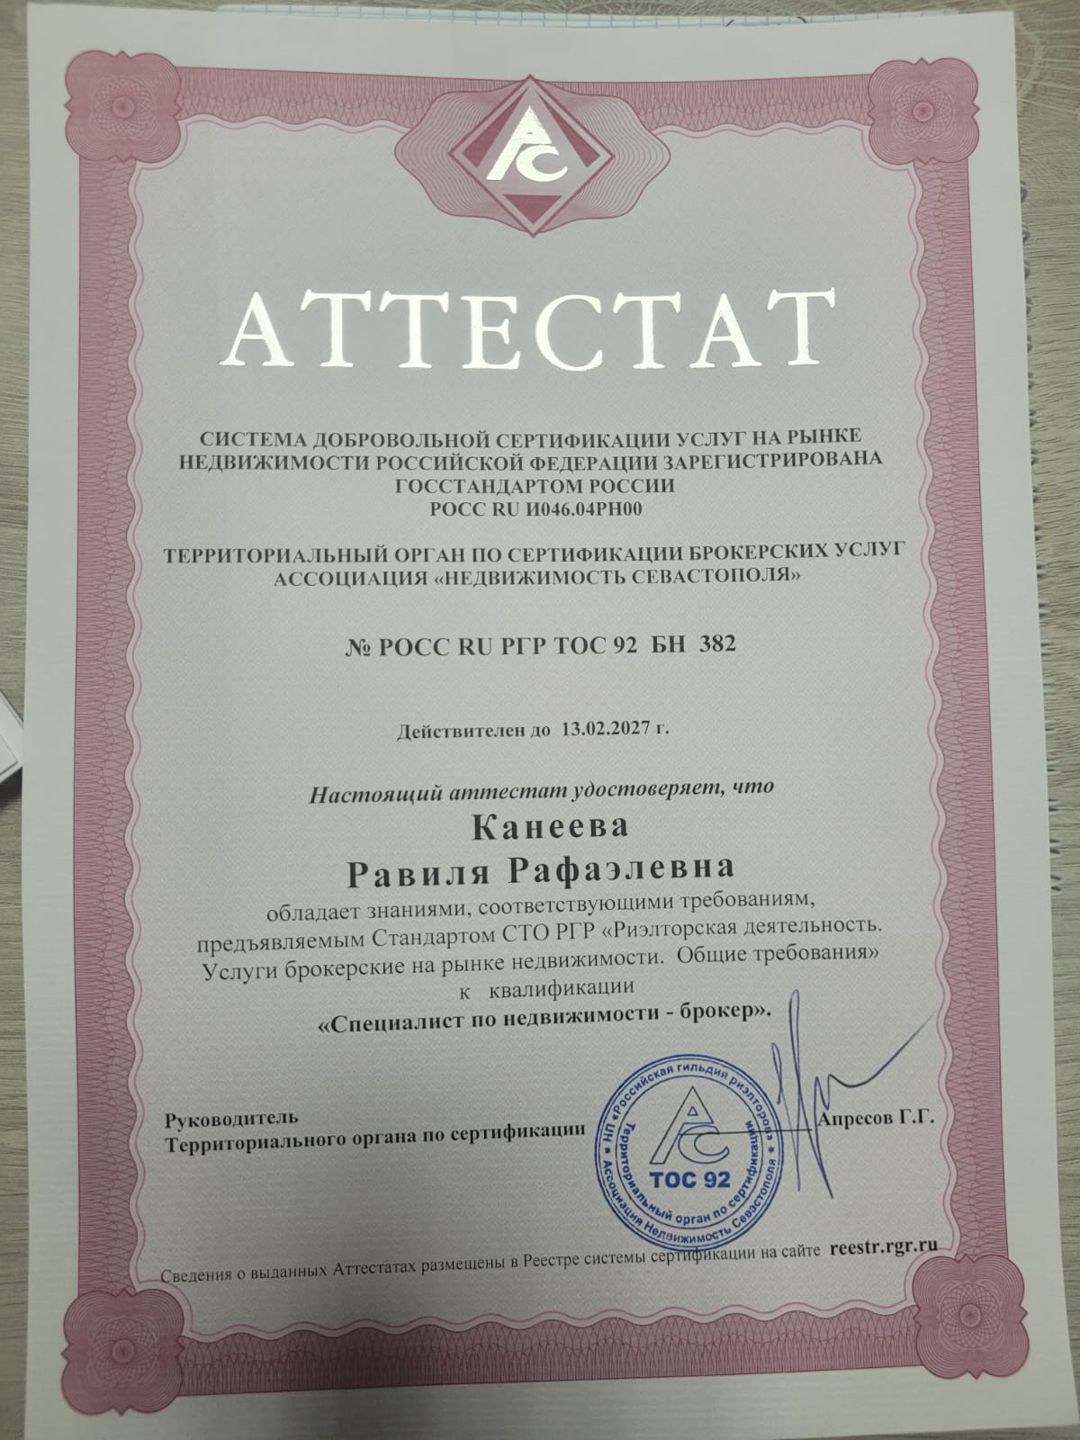 АС
АТТЕСТАТ
СИСТЕМА ДОБРОВОЛЬНОЙ СЕРТИФИКАЦИИ УСЛУГ НА РЫНКЕ
НЕДВИЖИМОСТИ РОССИЙСКОЙ ФЕДЕРАЦИИ ЗАРЕГИСТРИРОВАНА
ГОССТАНДАРТОМ РОССИИ
РОСС RU И046.04РН00
ТЕРРИТОРИАЛЬНЫЙ ОРГАН ПО СЕРТИФИКАЦИИ БРОКЕРСКИХ УСЛУГ
АССОЦИАЦИЯ «НЕДВИЖИМОСТЬ СЕВАСТОПОЛЯ»
№ РОСС RU РГР ТОС 92 БН 382
Действителен до 13.02.2027 г.
Настоящий аттестат удостоверяет, что
Канеева
Равиля Рафаэлевна
обладает знаниями, соответствующими требованиям,
предъявляемым Стандартом СТО РГР «Риэлторская деятельность.
Услуги брокерские на рынке недвижимости. Общие требования»
к квалификации
«Специалист по недвижимости - брокер».
Руководитель
Территориального органа по сертификации
Апресов Г.Г.
НП «Российская гильдия риэлторов»
Ассоциация Недвижимость Севастополя
Территориальный орган по сертификации
АС
ТОС 92
Сведения о выданных Аттестатах размещены в Реестре системы сертификации на сайте reestr.rgr.ru